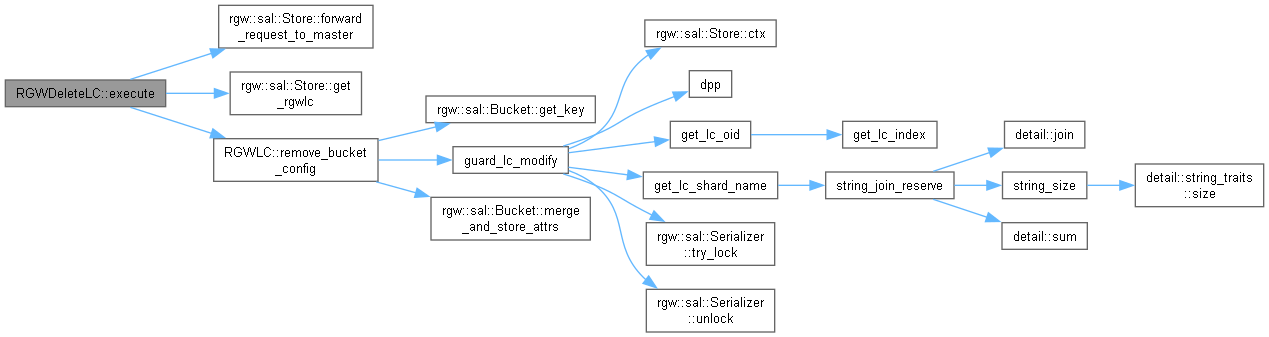 RGWDeleteLC::execute
rgw::sal::Store::forward
_request_to_master
rgw::sal::Store::get
_rgwlc
RGWLC::remove_bucket
_config
rgw::sal::Bucket::get_key
guard_lc_modify
rgw::sal::Bucket::merge
_and_store_attrs
rgw::sal::Store::ctx
dpp
get_lc_oid
get_lc_shard_name
rgw::sal::Serializer
::try_lock
rgw::sal::Serializer
::unlock
get_lc_index
string_join_reserve
detail::join
string_size
detail::sum
detail::string_traits
::size